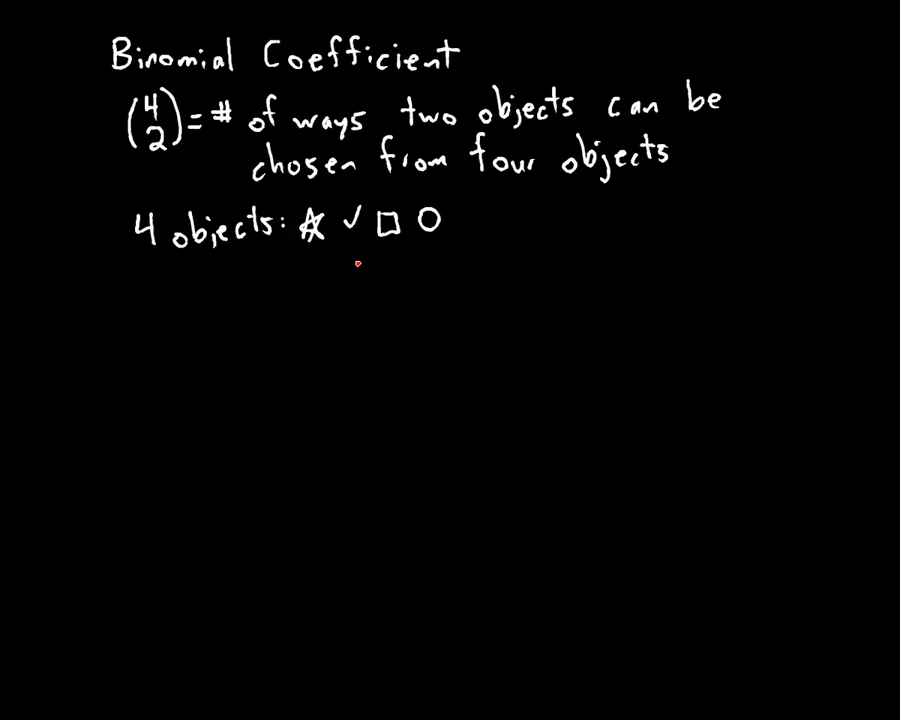 Binomial Coefficient
(4 2) = # of ways two objects can be
chosen from four objects
4 objects: ☆ ✓ □ ○